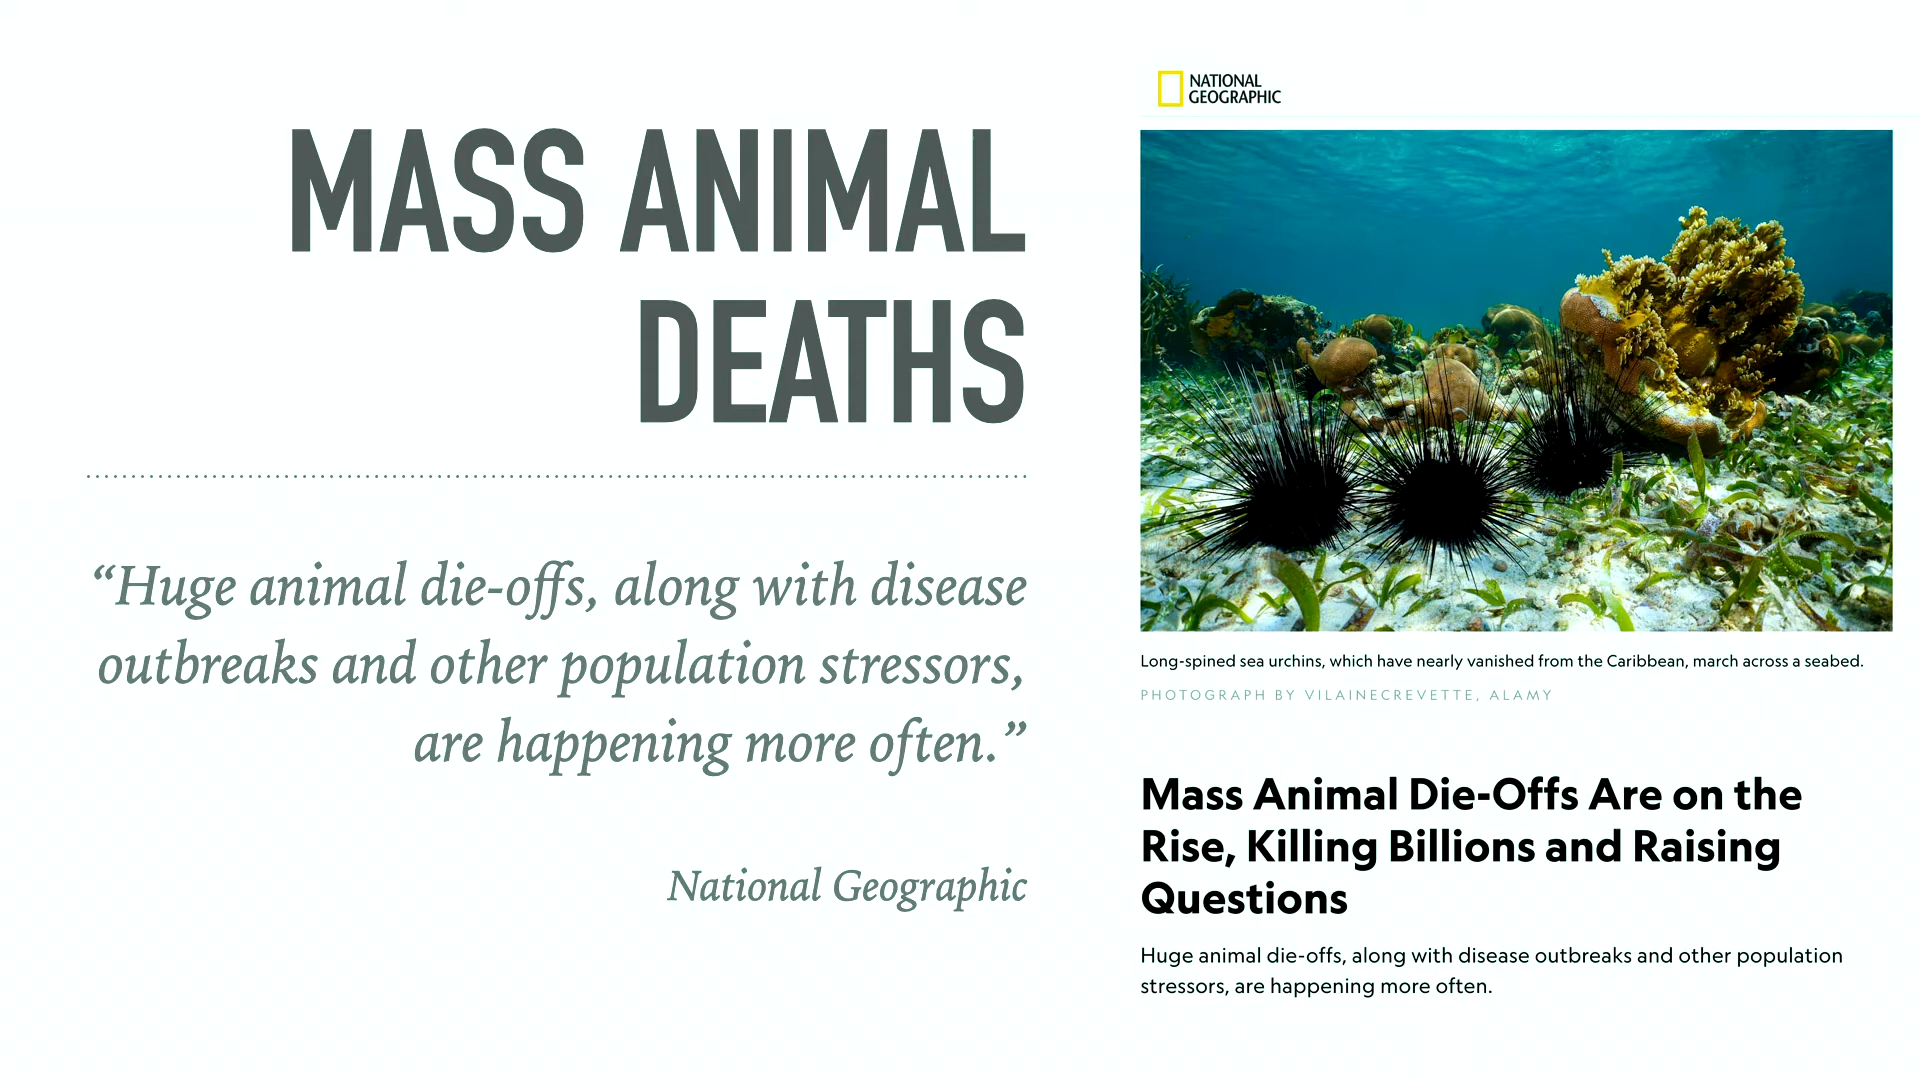 MASS ANIMAL
DEATHS
“Huge animal die-offs, along with disease
outbreaks and other population stressors,
are happening more often.”
National Geographic
NATIONAL
GEOGRAPHIC
Long-spined sea urchins, which have nearly vanished from the Caribbean, march across a seabed.
PHOTOGRAPH BY VILAINECREVETTE, ALAMY
Mass Animal Die-Offs Are on the
Rise, Killing Billions and Raising
Questions
Huge animal die-offs, along with disease outbreaks and other population
stressors, are happening more often.